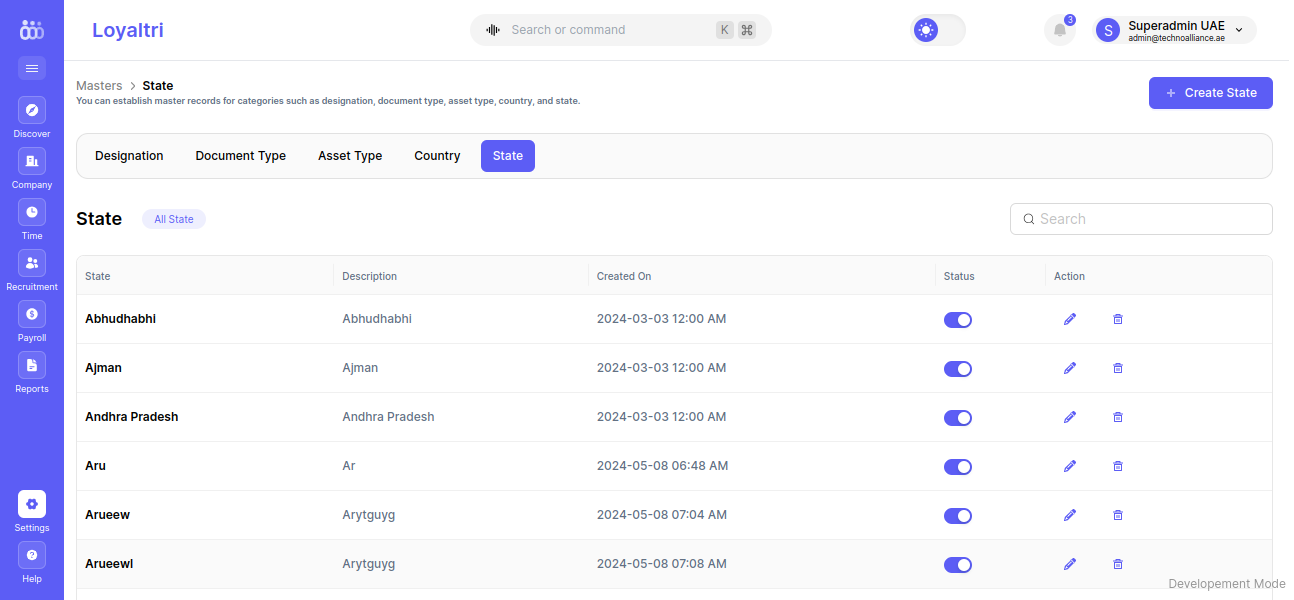 Loyaltri
Search or command K ⌘
3
S Superadmin UAE
admin@technoalliance.ae
Discover
Company
Time
Recruitment
Payroll
Reports
Settings
Help
Masters > State
You can establish master records for categories such as designation, document type, asset type, country, and state.
+ Create State
Designation Document Type Asset Type Country State
State All State Search
State Description Created On Status Action
Abhudhabhi Abhudhabhi 2024-03-03 12:00 AM
Ajman Ajman 2024-03-03 12:00 AM
Andhra Pradesh Andhra Pradesh 2024-03-03 12:00 AM
Aru Ar 2024-05-08 06:48 AM
Arueew Arytguyg 2024-05-08 07:04 AM
Arueewl Arytguyg 2024-05-08 07:08 AM
Developement Mode